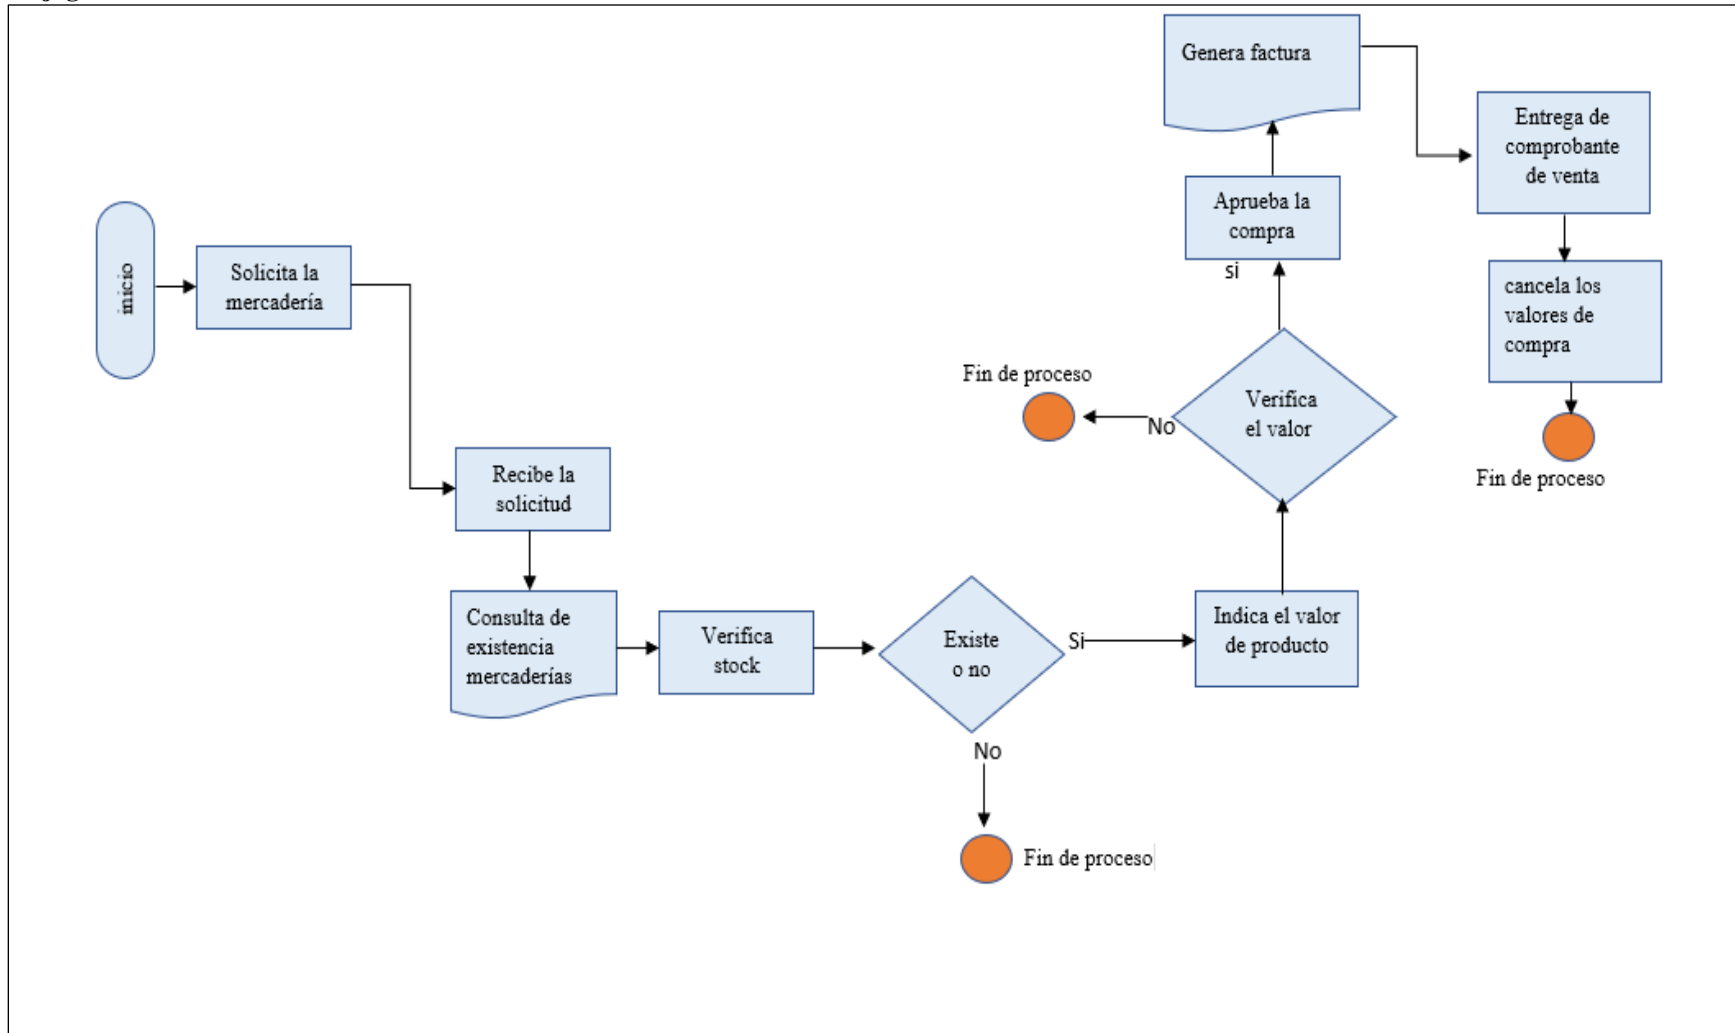 inicio
Solicita la
mercadería
Recibe la
solicitud
Consulta de
existencia
mercaderías
Verifica
stock
Existe
o no
No
Fin de proceso
Si
Indica el valor
de producto
Verifica
el valor
No
Fin de proceso
si
Aprueba la
compra
Genera factura
Entrega de
comprobante
de venta
cancela los
valores de
compra
Fin de proceso